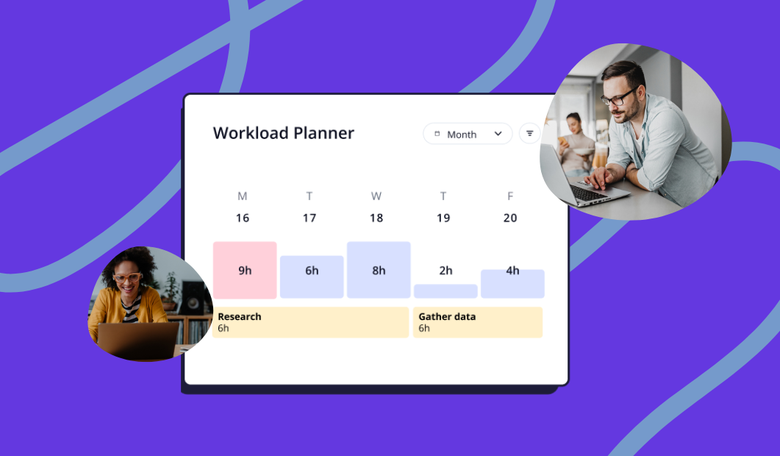 Workload Planner
Month
M T W T F
16 17 18 19 20
9h 6h 8h 2h 4h
Research Gather data
6h 6h